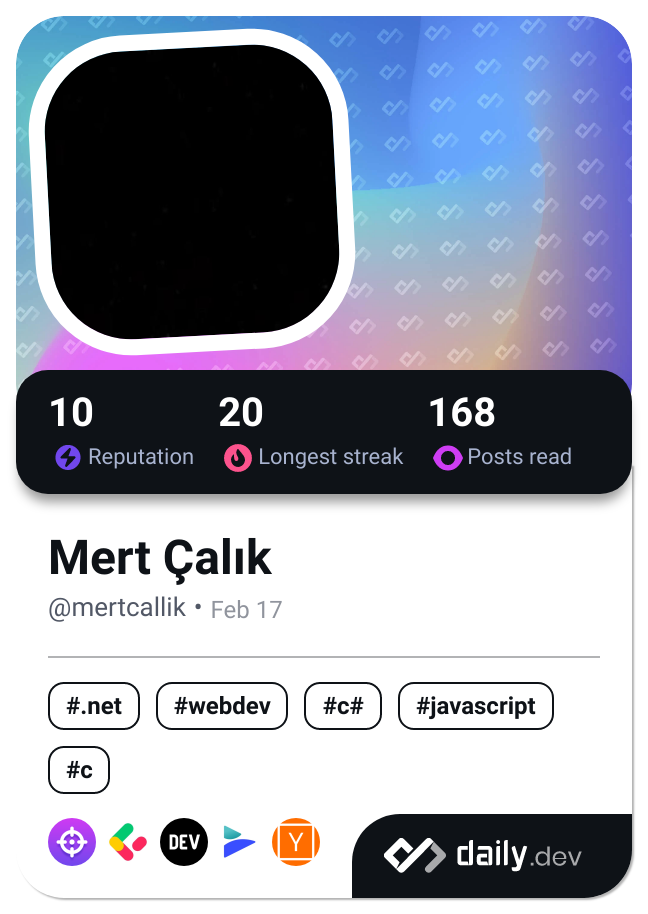 10 20 168
Reputation Longest streak Posts read
Mert Çalık
@mertcallik • Feb 17
#.net #webdev #c# #javascript
#c
DEV Y daily.dev